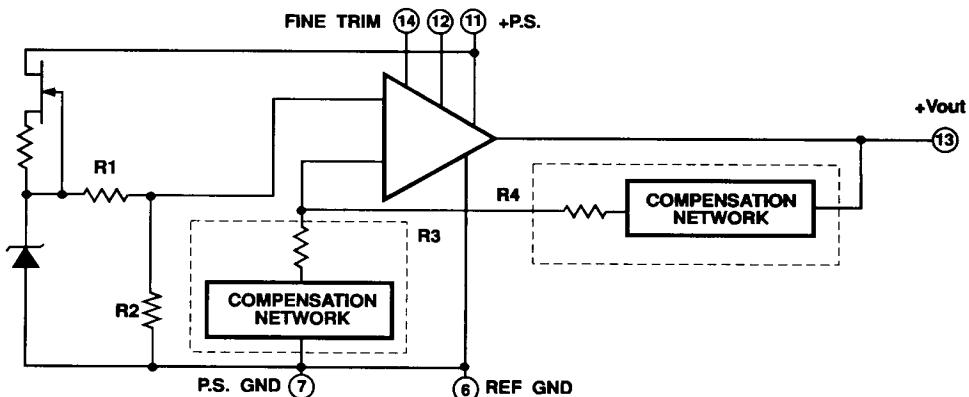 FINE TRIM 14 12 11 +P.S.
+Vout
13
R1
R4
COMPENSATION
NETWORK
R3
R2
COMPENSATION
NETWORK
P.S. GND 7
6 REF GND